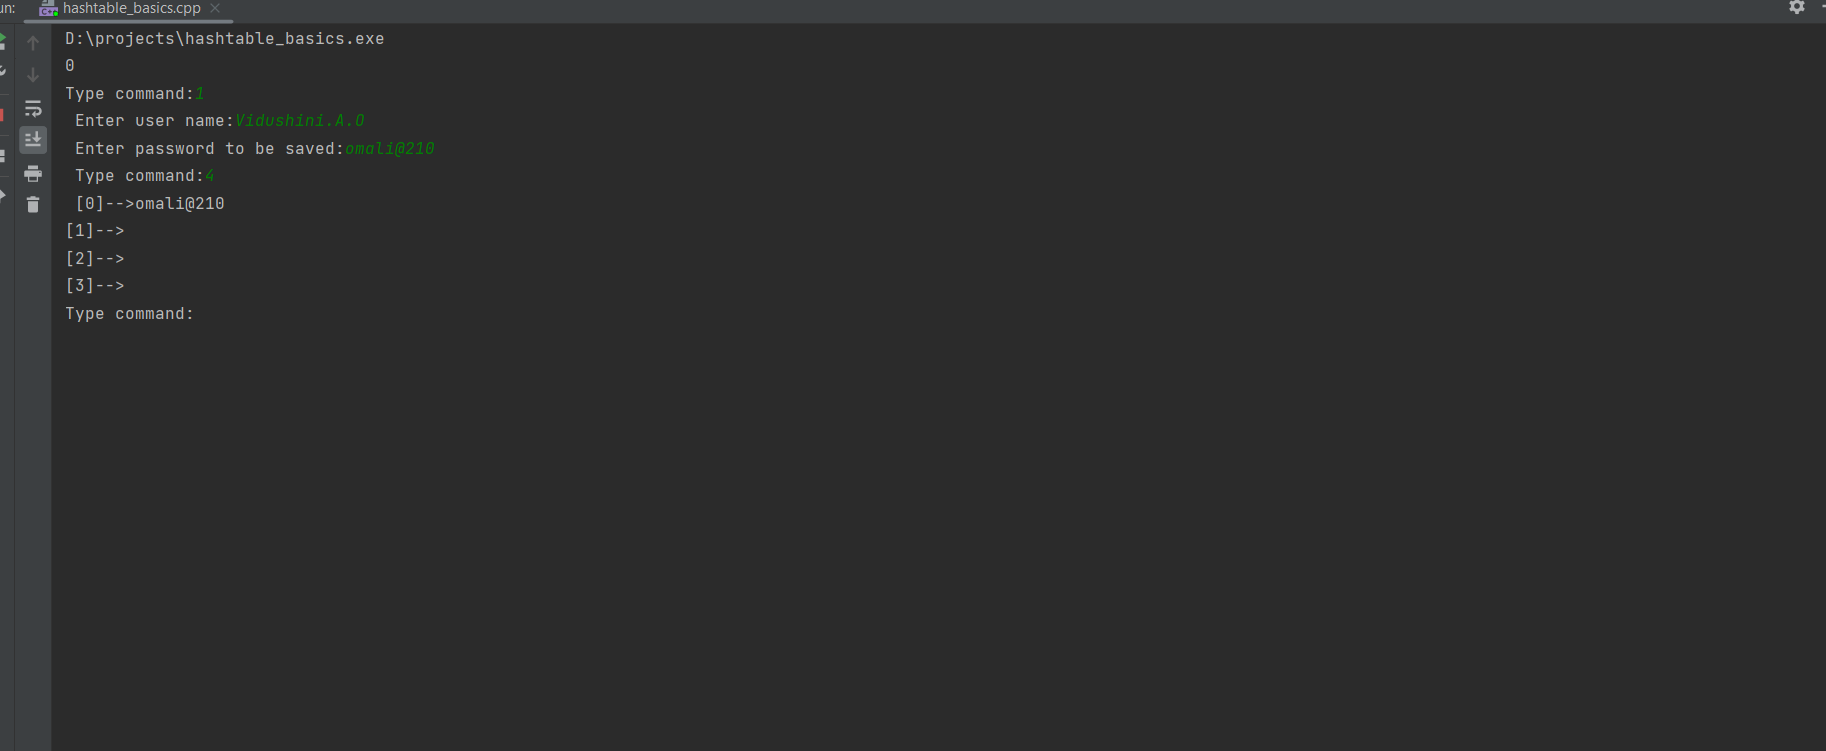 un: hashtable_basics.cpp
D:\projects\hashtable_basics.exe
0
Type command:1
Enter user name:Vidushini.A.O
Enter password to be saved:omali@210
Type command:4
[0]-->omali@210
[1]-->
[2]-->
[3]-->
Type command: